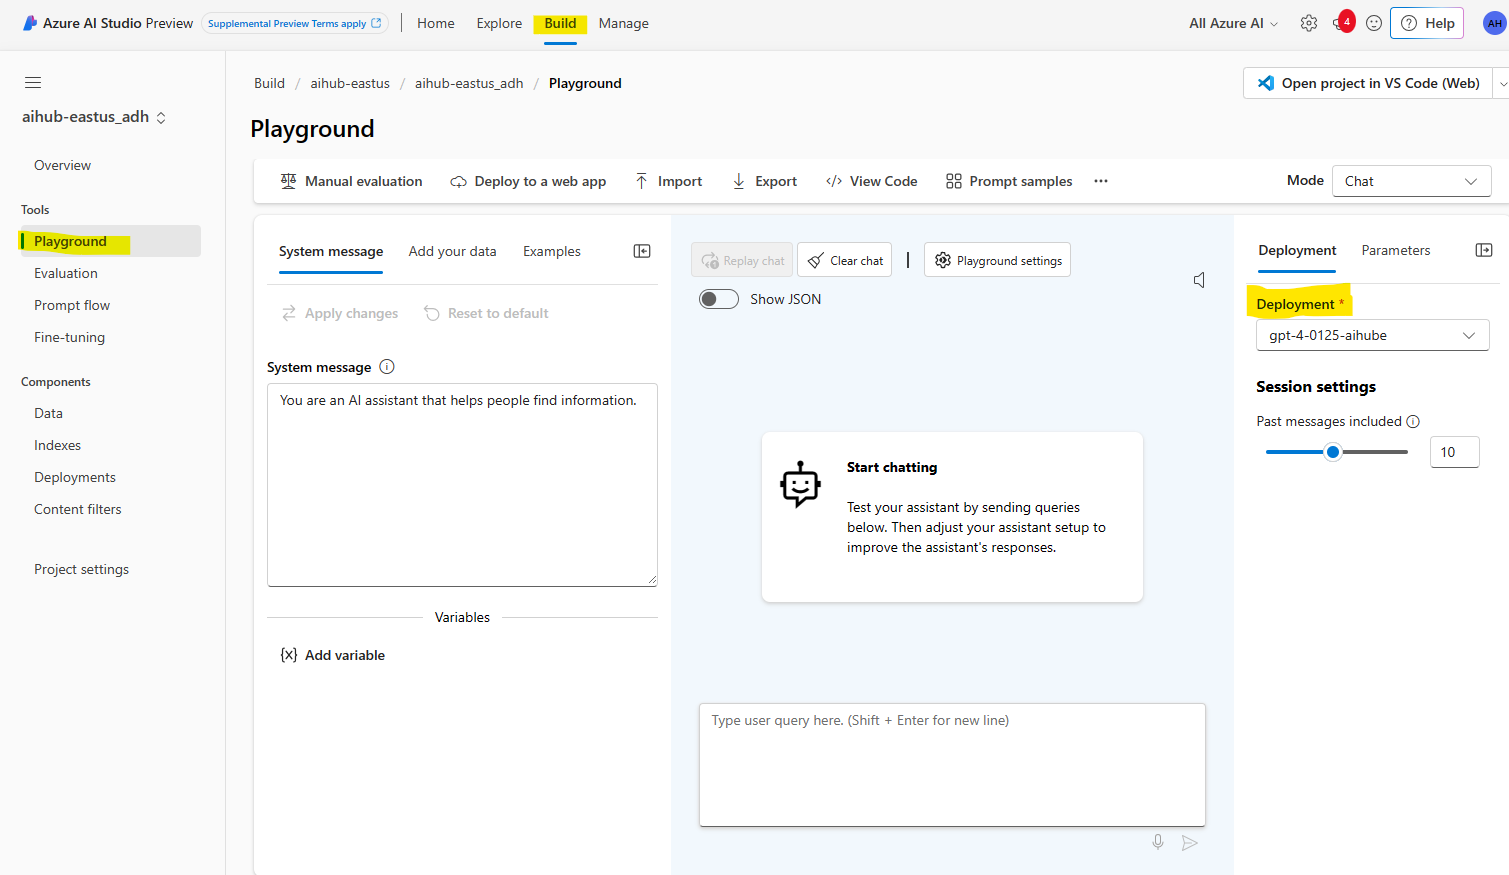 Azure AI Studio Preview
Supplemental Preview Terms apply
Home
Explore
Build
Manage
All Azure AI
4
Help
AH
aihub-eastus_adh
Overview
Tools
Playground
Evaluation
Prompt flow
Fine-tuning
Components
Data
Indexes
Deployments
Content filters
Project settings
Build / aihub-eastus / aihub-eastus_adh / Playground
Open project in VS Code (Web)
Playground
Manual evaluation
Deploy to a web app
Import
Export
</> View Code
Prompt samples
...
Mode
Chat
System message
Add your data
Examples
Apply changes
Reset to default
System message
You are an AI assistant that helps people find information.
Variables
{x} Add variable
Replay chat
Clear chat
Playground settings
Show JSON
Start chatting
Test your assistant by sending queries
below. Then adjust your assistant setup to
improve the assistant's responses.
Type user query here. (Shift + Enter for new line)
Deployment
Parameters
Deployment *
gpt-4-0125-aihube
Session settings
Past messages included
10